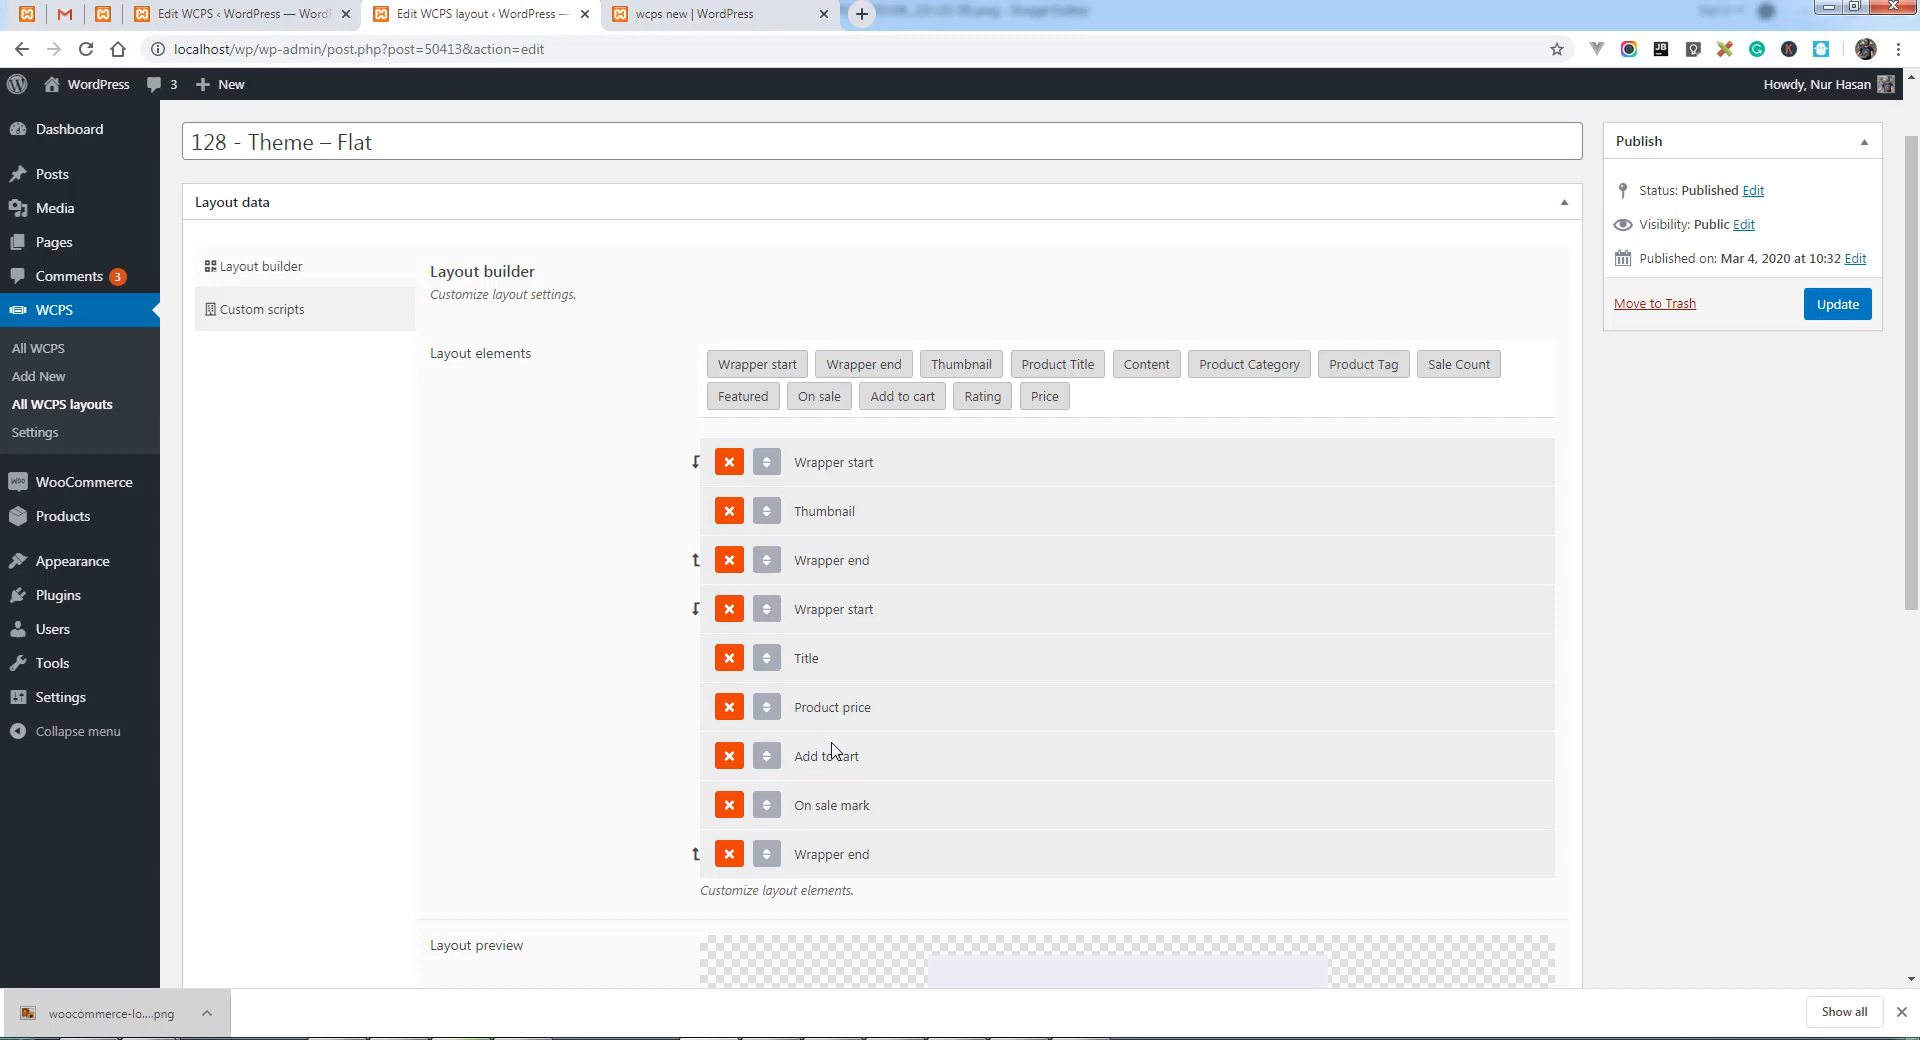 Edit WCPS ‹ WordPress — Word
Edit WCPS layout ‹ WordPress —
wcps new | WordPress
localhost/wp/wp-admin/post.php?post=50413&action=edit
WordPress
3
New
Howdy, Nur Hasan
Dashboard
Posts
Media
Pages
Comments 3
WCPS
All WCPS
Add New
All WCPS layouts
Settings
WooCommerce
Products
Appearance
Plugins
Users
Tools
Settings
Collapse menu
128 - Theme – Flat
Layout data
Layout builder
Custom scripts
Layout builder
Customize layout settings.
Layout elements
Wrapper start Wrapper end Thumbnail Product Title Content Product Category Product Tag Sale Count
Featured On sale Add to cart Rating Price
Wrapper start
Thumbnail
Wrapper end
Wrapper start
Title
Product price
Add to cart
On sale mark
Wrapper end
Customize layout elements.
Layout preview
Publish
Status: Published Edit
Visibility: Public Edit
Published on: Mar 4, 2020 at 10:32 Edit
Move to Trash
Update
woocommerce-lo....png
Show all